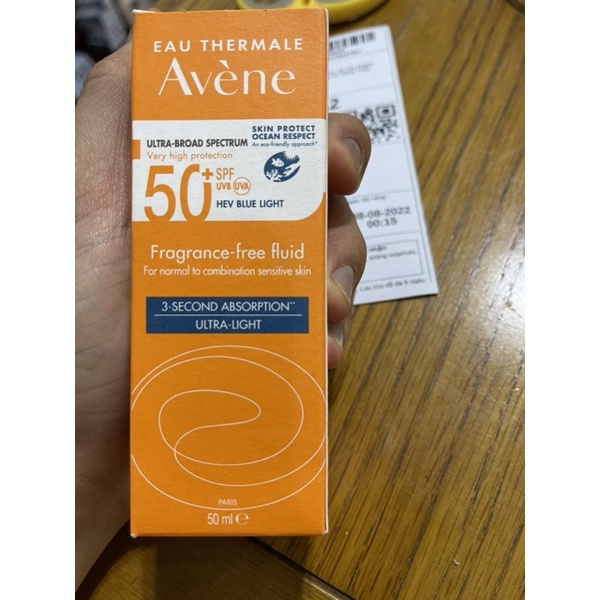 EAU THERMALE
Avène
ULTRA-BROAD SPECTRUM
Very high protection
SKIN PROTECT
OCEAN RESPECT
An eco-friendly approach*
50+ SPF
UVB UVA
HEV BLUE LIGHT
Fragrance-free fluid
For normal to combination sensitive skin
3-SECOND ABSORPTION**
ULTRA-LIGHT
PARIS
50 ml e
08-08-2022
00:15